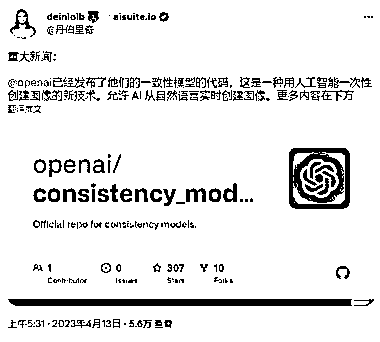 deinlolb aisuite.io
@丹伯里奇
重大新闻：
@openai已经发布了他们的一致性模型的代码，这是一种用人工智能一次性
创建图像的新技术。允许 AI 从自然语言实时创建图像。更多内容在下方
openai/
consistency_mod...
Official repo for consistency models.
1 0 307 10
Contributor Issues Stars Forks
上午5:31 · 2023年4月13日 · 5.6万 查看